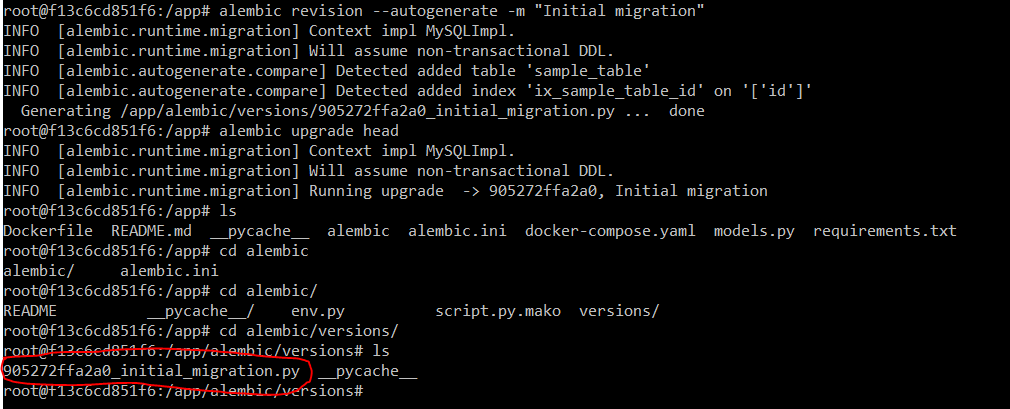 root@f13c6cd851f6:/app# alembic revision --autogenerate -m "Initial migration"
INFO  [alembic.runtime.migration] Context impl MySQLImpl.
INFO  [alembic.runtime.migration] Will assume non-transactional DDL.
INFO  [alembic.autogenerate.compare] Detected added table 'sample_table'
INFO  [alembic.autogenerate.compare] Detected added index 'ix_sample_table_id' on '['id']'
  Generating /app/alembic/versions/905272ffa2a0_initial_migration.py ...  done
root@f13c6cd851f6:/app# alembic upgrade head
INFO  [alembic.runtime.migration] Context impl MySQLImpl.
INFO  [alembic.runtime.migration] Will assume non-transactional DDL.
INFO  [alembic.runtime.migration] Running upgrade  -> 905272ffa2a0, Initial migration
root@f13c6cd851f6:/app# ls
Dockerfile  README.md  __pycache__  alembic  alembic.ini  docker-compose.yaml  models.py  requirements.txt
root@f13c6cd851f6:/app# cd alembic
alembic/     alembic.ini
root@f13c6cd851f6:/app# cd alembic/
README         __pycache__/   env.py         script.py.mako  versions/
root@f13c6cd851f6:/app# cd alembic/versions/
root@f13c6cd851f6:/app/alembic/versions# ls
905272ffa2a0_initial_migration.py  __pycache__
root@f13c6cd851f6:/app/alembic/versions#